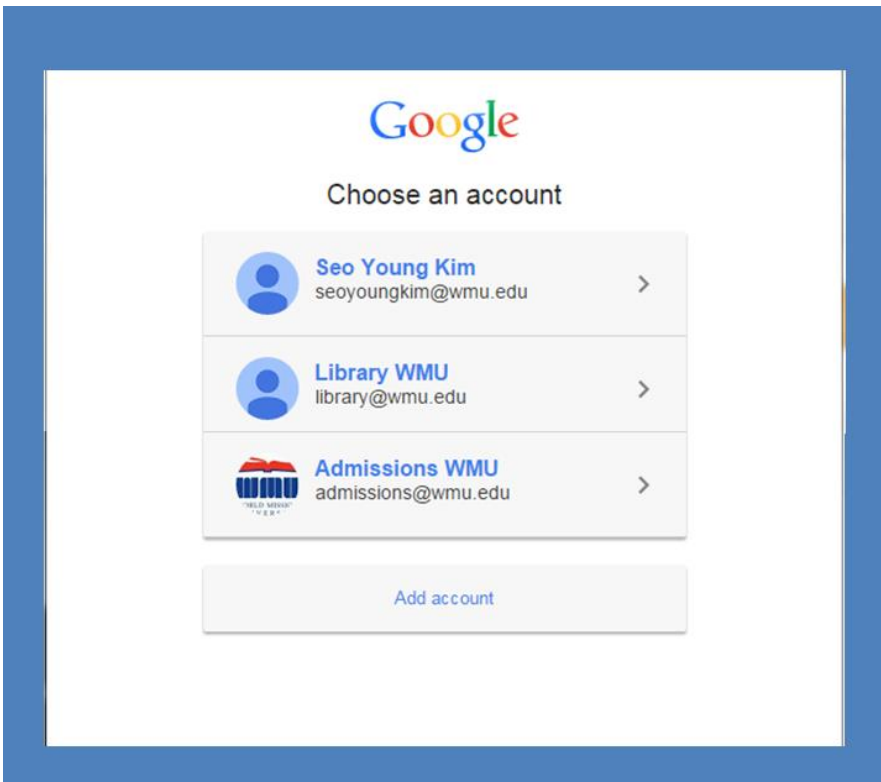 Google
Choose an account
Seo Young Kim
seoyoungkim@wmu.edu
Library WMU
library@wmu.edu
wmu
Admissions WMU
admissions@wmu.edu
Add account